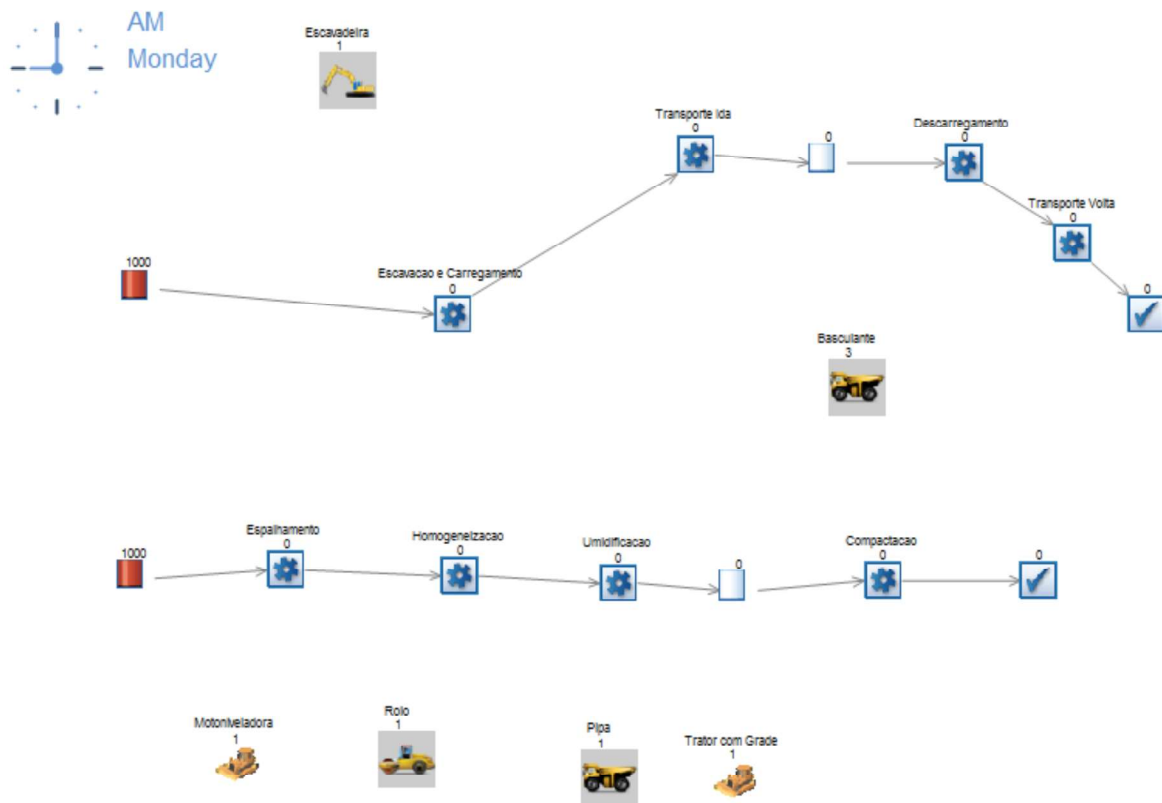 AM
Monday
Escavadeira
1
Transporte Ida
0
0
Descarregamento
0
Transporte Volta
0
1000
Escavacao e Carregamento
0
0
Basculante
3
1000
Espalhamento
0
Homogeneizacao
0
Umidificacao
0
0
Compactacao
0
0
Motoniveladora
1
Rolo
1
Pipa
1
Trator com Grade
1